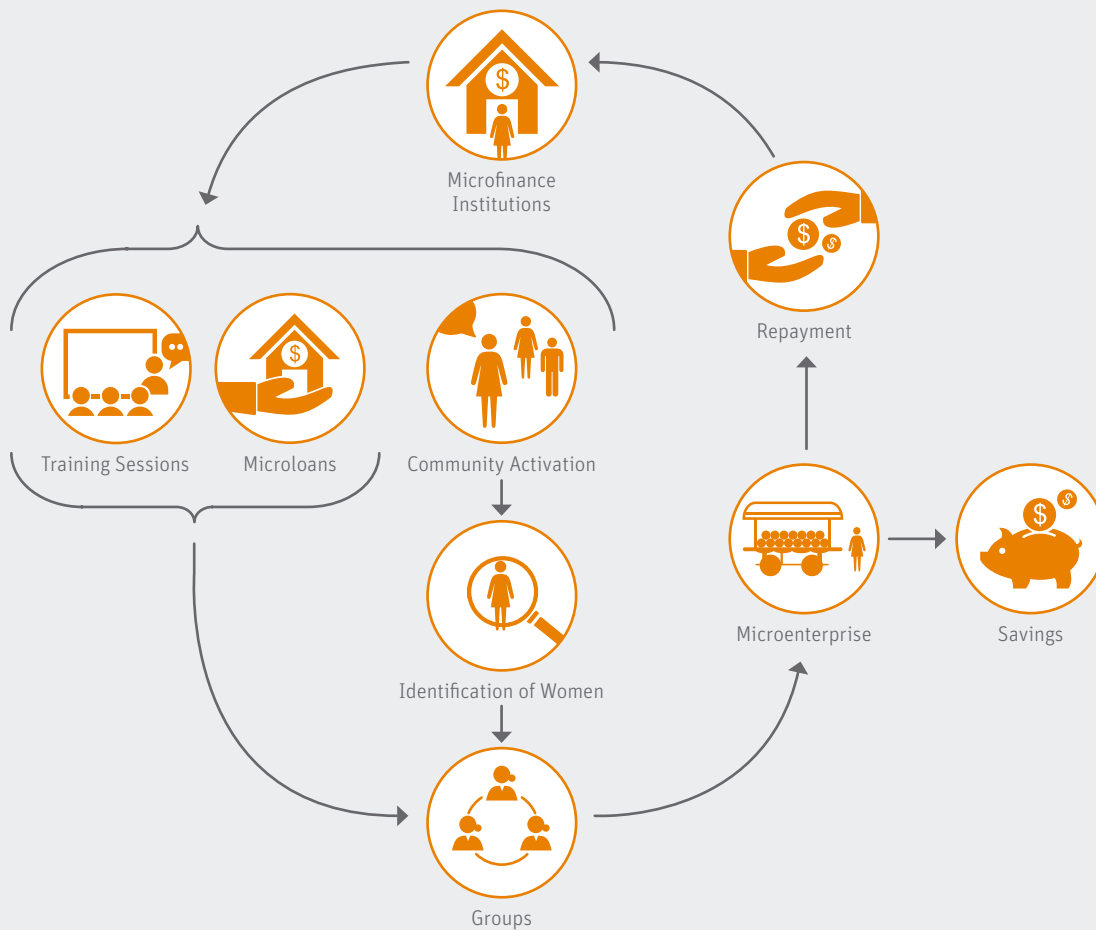 $
Microfinance
Institutions
$
$
Repayment
$
Training Sessions
Microloans
Community Activation
$
$
Microenterprise
Savings
Identification of Women
Groups